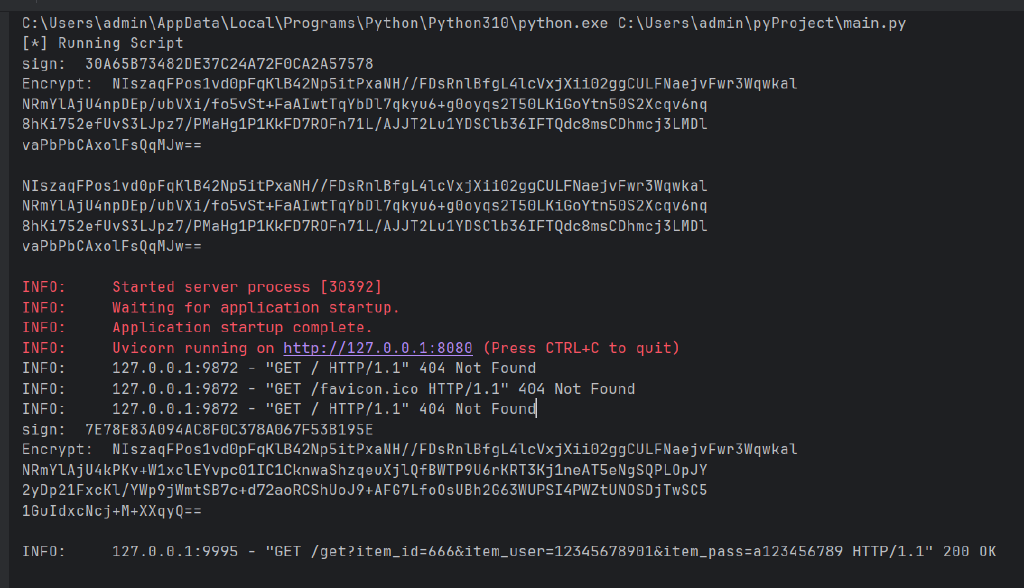 C:\Users\admin\AppData\Local\Programs\Python\Python310\python.exe C:\Users\admin\pyProject\main.py
[*] Running Script
sign:  30A65B73482DE37C24A72F0CA2A57578
Encrypt:  NIszaqFPos1vd0pFqKlB42Np5itPxaNH//FDsRnlBfgL4lcVxjXii02ggCULFNaejvFwr3Wqwkal
NRmYlAjU4npDEp/ubVXi/fo5vSt+FaAIwtTqYbDl7qkyu6+g0oyqs2T50LKiGoYtn50S2Xcqv6nq
8hKi752efUvS3LJpz7/PMaHg1P1KkFD7ROFn71L/AJJT2Lu1YDSClb36IFTQdc8msCDhmcj3LMDl
vaPbPbCAxolFsQqMJw==
NIszaqFPos1vd0pFqKlB42Np5itPxaNH//FDsRnlBfgL4lcVxjXii02ggCULFNaejvFwr3Wqwkal
NRmYlAjU4npDEp/ubVXi/fo5vSt+FaAIwtTqYbDl7qkyu6+g0oyqs2T50LKiGoYtn50S2Xcqv6nq
8hKi752efUvS3LJpz7/PMaHg1P1KkFD7ROFn71L/AJJT2Lu1YDSClb36IFTQdc8msCDhmcj3LMDl
vaPbPbCAxolFsQqMJw==
INFO:     Started server process [30392]
INFO:     Waiting for application startup.
INFO:     Application startup complete.
INFO:     Uvicorn running on http://127.0.0.1:8080 (Press CTRL+C to quit)
INFO:     127.0.0.1:9872 - "GET / HTTP/1.1" 404 Not Found
INFO:     127.0.0.1:9872 - "GET /favicon.ico HTTP/1.1" 404 Not Found
INFO:     127.0.0.1:9872 - "GET / HTTP/1.1" 404 Not Found
sign:  7E78E83A094AC8F0C378A067F53B195E
Encrypt:  NIszaqFPos1vd0pFqKlB42Np5itPxaNH//FDsRnlBfgL4lcVxjXii02ggCULFNaejvFwr3Wqwkal
NRmYlAjU4kPKv+W1xclEYvpc01IC1CknwaShzqeuXjlQfBWTP9U6rKRT3Kj1neAT5eNgSQPLOpJY
2yDp21FxcKl/YWp9jWmtSB7c+d72aoRCShUoJ9+AFG7LfoOsUBh2G63WUPSI4PWZtUNOSDjTwSC5
1GuIdxcNcj+M+XXqyQ==
INFO:     127.0.0.1:9995 - "GET /get?item_id=666&item_user=12345678901&item_pass=a123456789 HTTP/1.1" 200 OK